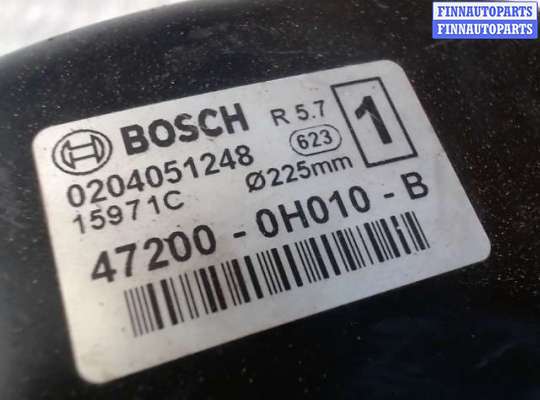 FINNAUTOPARTS
FINNAUTOPARTS
BOSCH R 5.7 1
0204051248 623
15971C Ø225mm
47200 - 0H010 - B